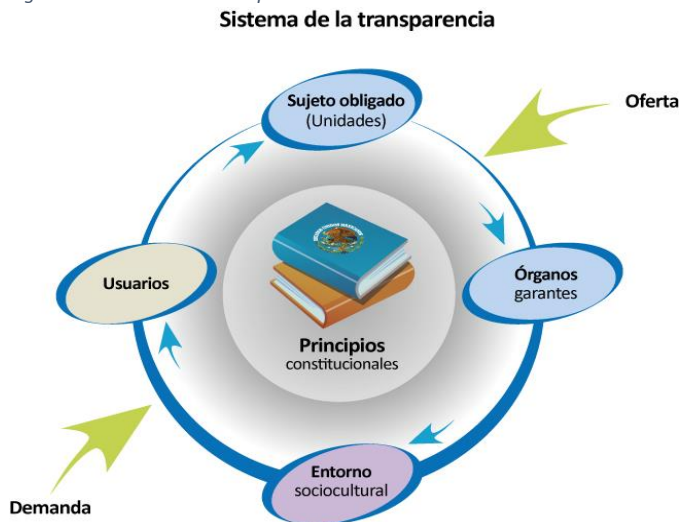 Sistema de la transparencia
Sujeto obligado
(Unidades)
Oferta
Usuarios
Órganos
garantes
Principios
constitucionales
Entorno
sociocultural
Demanda